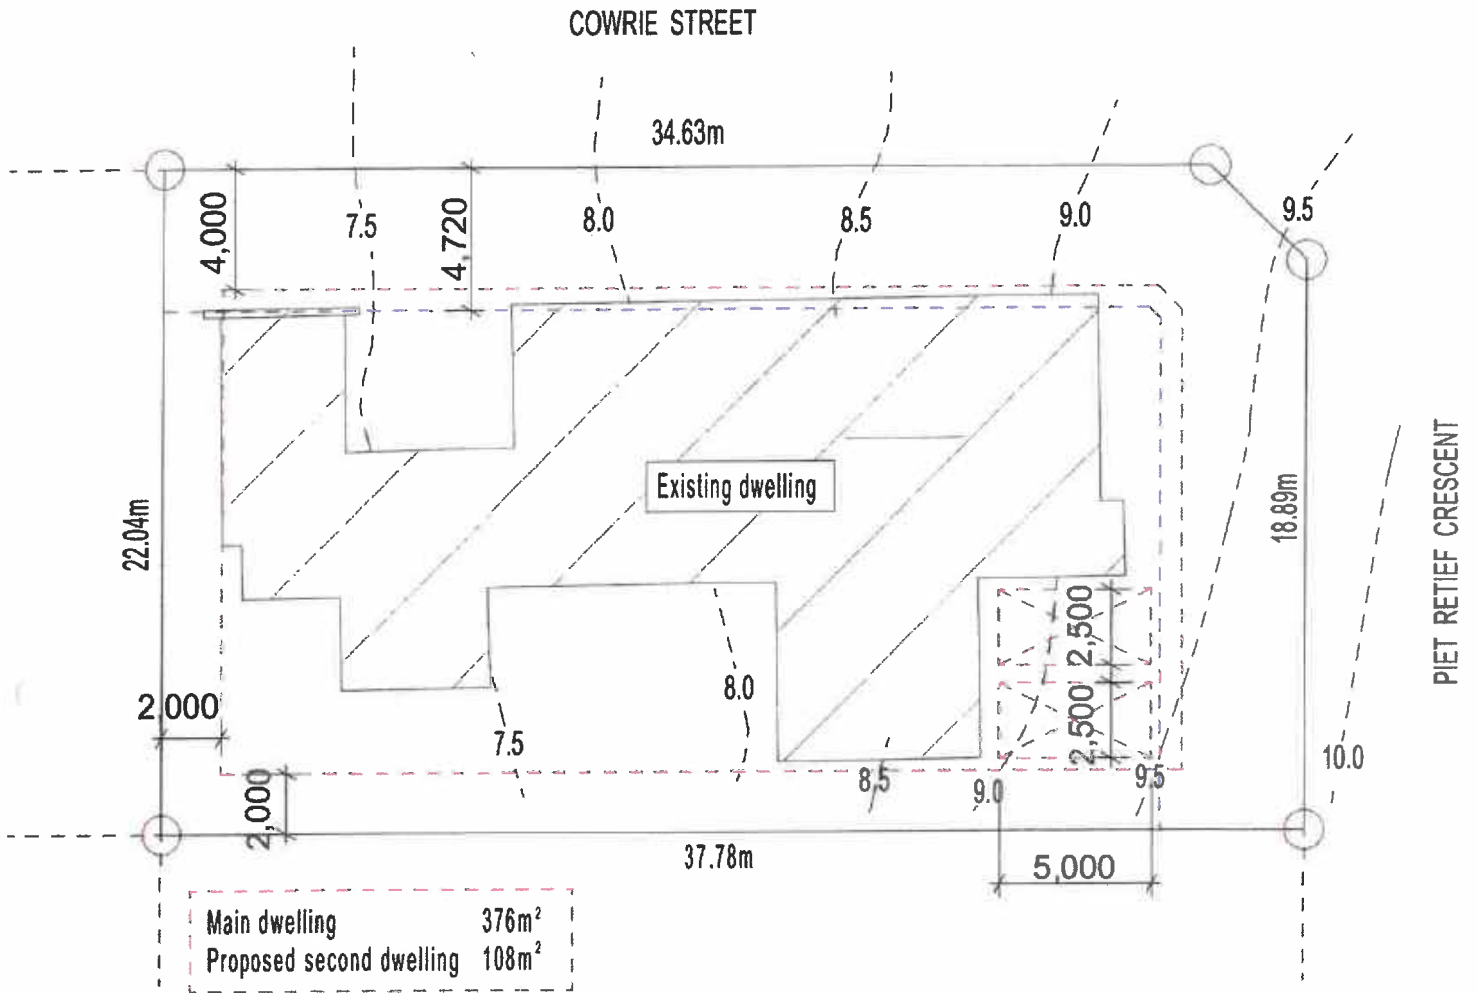 COWRIE STREET
34.63m
4,000
7.5
4,720
8.0
8.5
9.0
9.5
Existing dwelling
22.04m
18.89m
PIET RETIEF CRESCENT
2,500
2,500
2,000
8.0
7.5
2,000
8.5
9.0
9.5
10.0
37.78m
5,000
Main dwelling 376m²
Proposed second dwelling 108m²